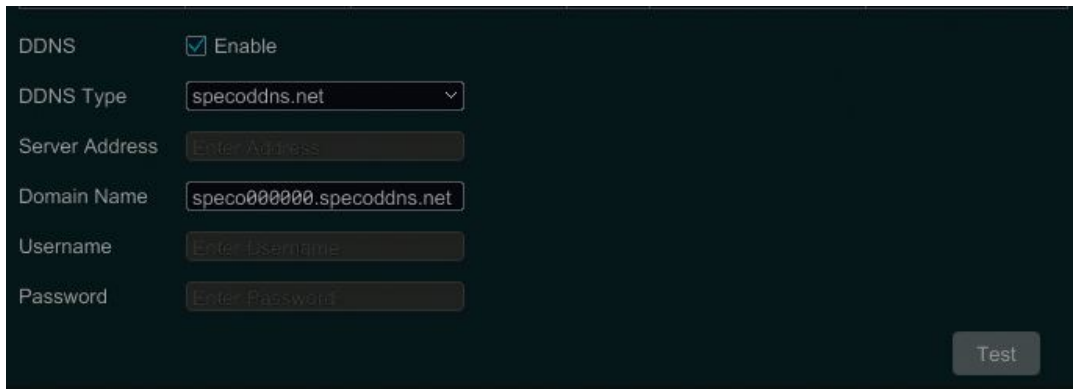 DDNS Enable
DDNS Type specoddns.net
Server Address Enter Address
Domain Name speco000000.specoddns.net
Username Enter Username
Password Enter Password
Test